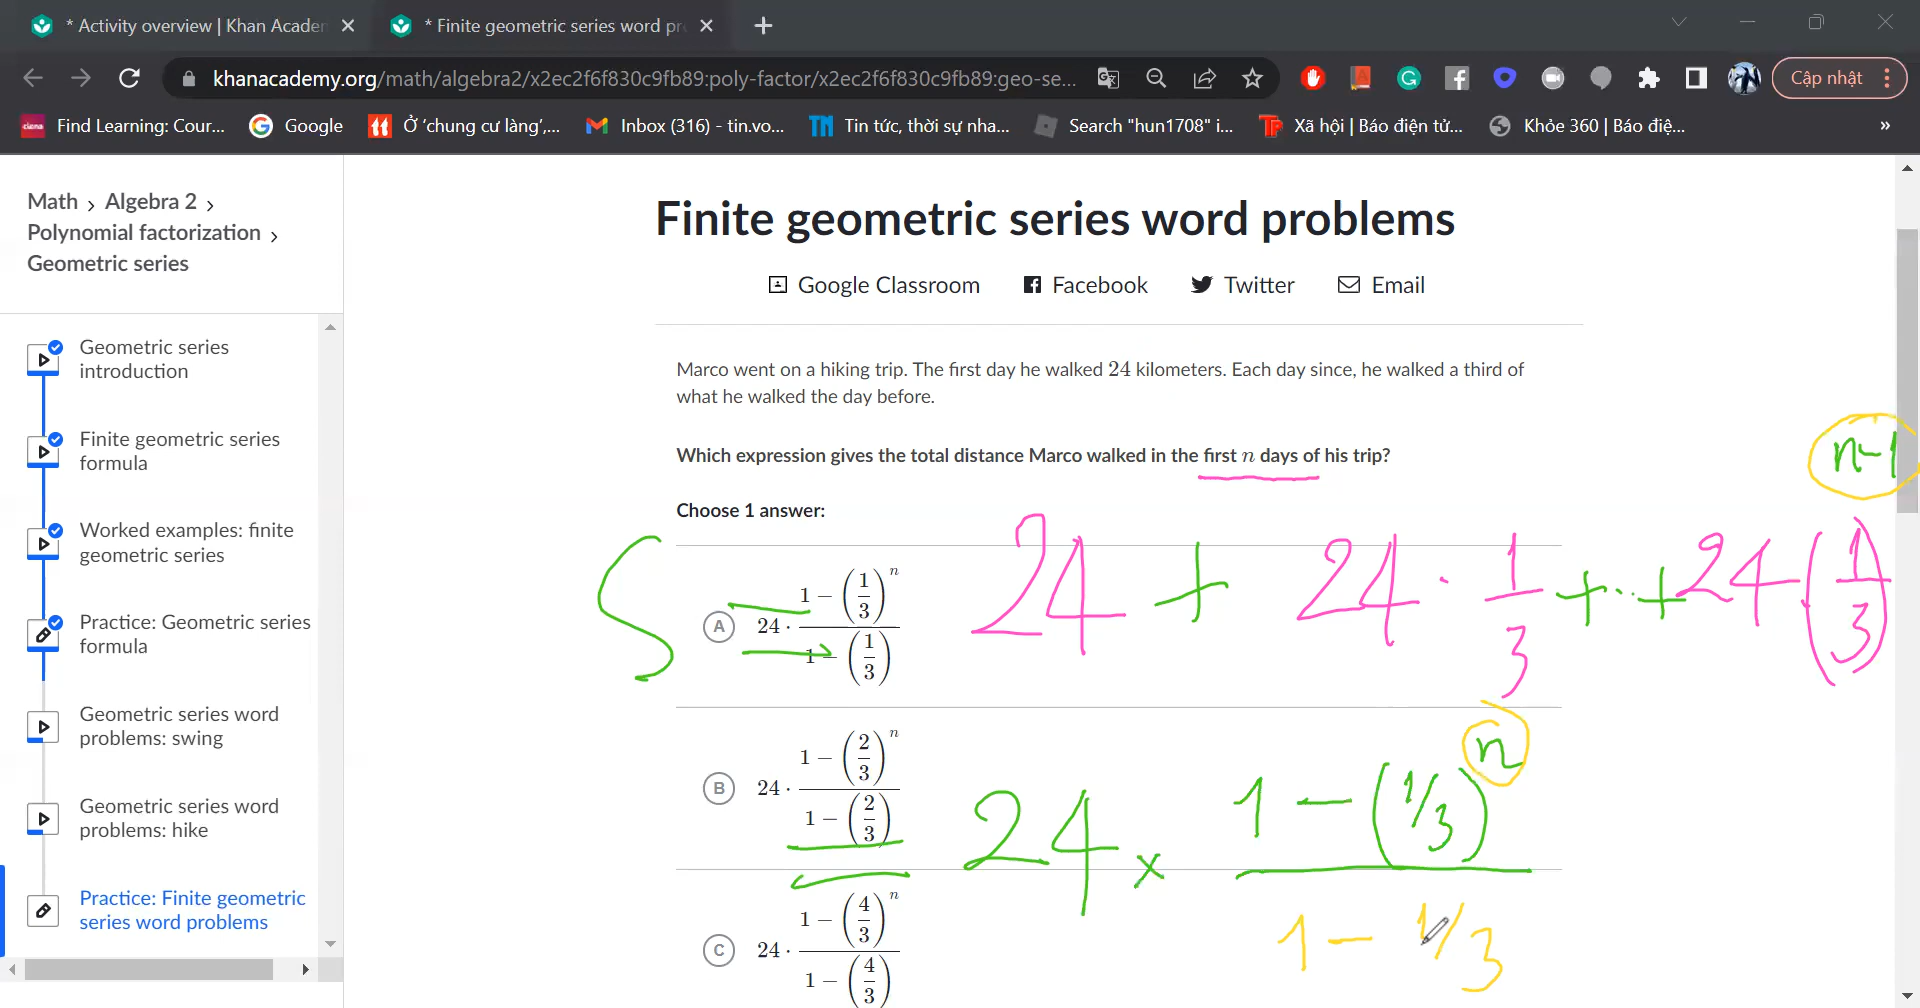 * Activity overview | Khan Acader
* Finite geometric series word pr
khanacademy.org/math/algebra2/x2ec2f6f830c9fb89:poly-factor/x2ec2f6f830c9fb89:geo-se...
Cập nhật
ciena Find Learning: Cour...
Google
Ở 'chung cư làng',...
Inbox (316) - tin.vo...
Tin tức, thời sự nha...
Search "hun1708" i...
Xã hội | Báo điện tử...
Khỏe 360 | Báo điệ...
»
Math > Algebra 2 >
Polynomial factorization >
Geometric series
Geometric series
introduction
Finite geometric series
formula
Worked examples: finite
geometric series
Practice: Geometric series
formula
Geometric series word
problems: swing
Geometric series word
problems: hike
Practice: Finite geometric
series word problems
Finite geometric series word problems
Google Classroom Facebook Twitter Email
Marco went on a hiking trip. The first day he walked 24 kilometers. Each day since, he walked a third of
what he walked the day before.
Which expression gives the total distance Marco walked in the first n days of his trip?
Choose 1 answer:
A 24 · (1 − (1/3)^n) / (1 − (1/3))
B 24 · (1 − (2/3)^n) / (1 − (2/3))
C 24 · (1 − (4/3)^n) / (1 − (4/3))
S 24 + 24 · 1/3 + .. + 24 · (1/3)^n-1
24 × (1 − (1/3)^n) / (1 − 1/3)